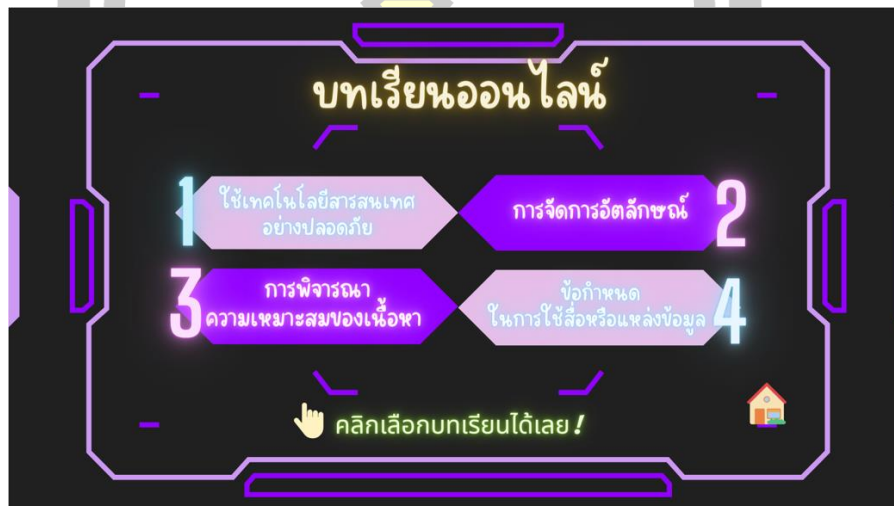 บทเรียนออนไลน์
1
ใช้เทคโนโลยีสารสนเทศ
อย่างปลอดภัย
การจัดการอัตลักษณ์
2
3
การพิจารณา
ความเหมาะสมของเนื้อหา
ข้อกำหนด
ในการใช้สื่อหรือแหล่งข้อมูล
4
คลิกเลือกบทเรียนได้เลย!